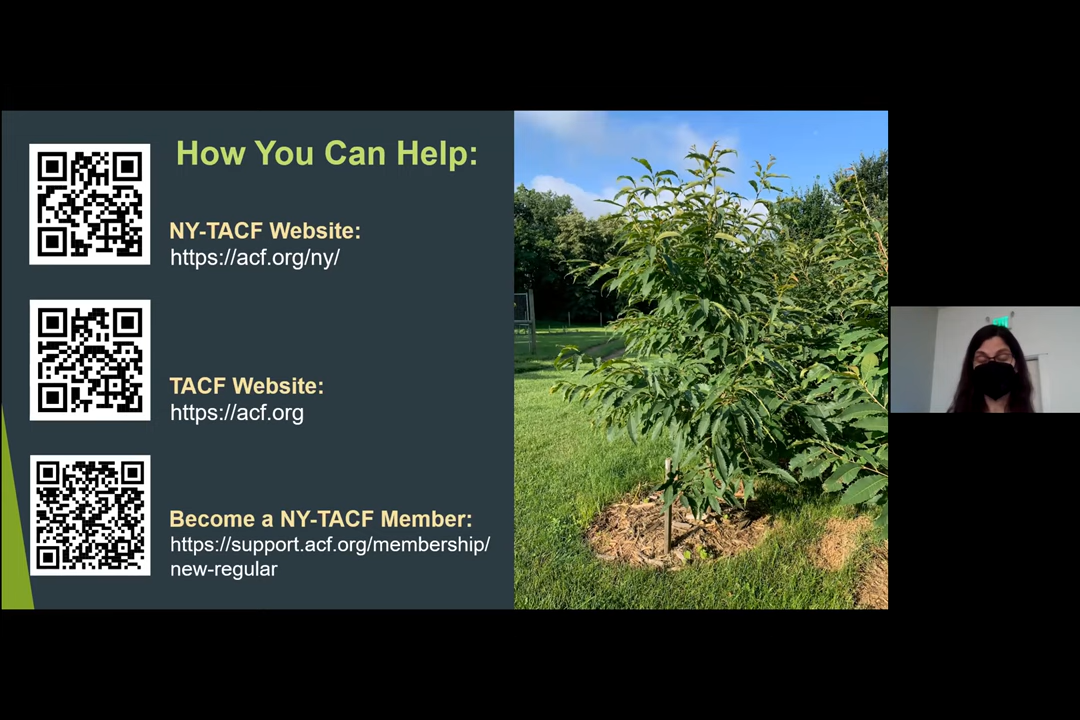 How You Can Help:
NY-TACF Website:
https://acf.org/ny/
TACF Website:
https://acf.org
Become a NY-TACF Member:
https://support.acf.org/membership/
new-regular